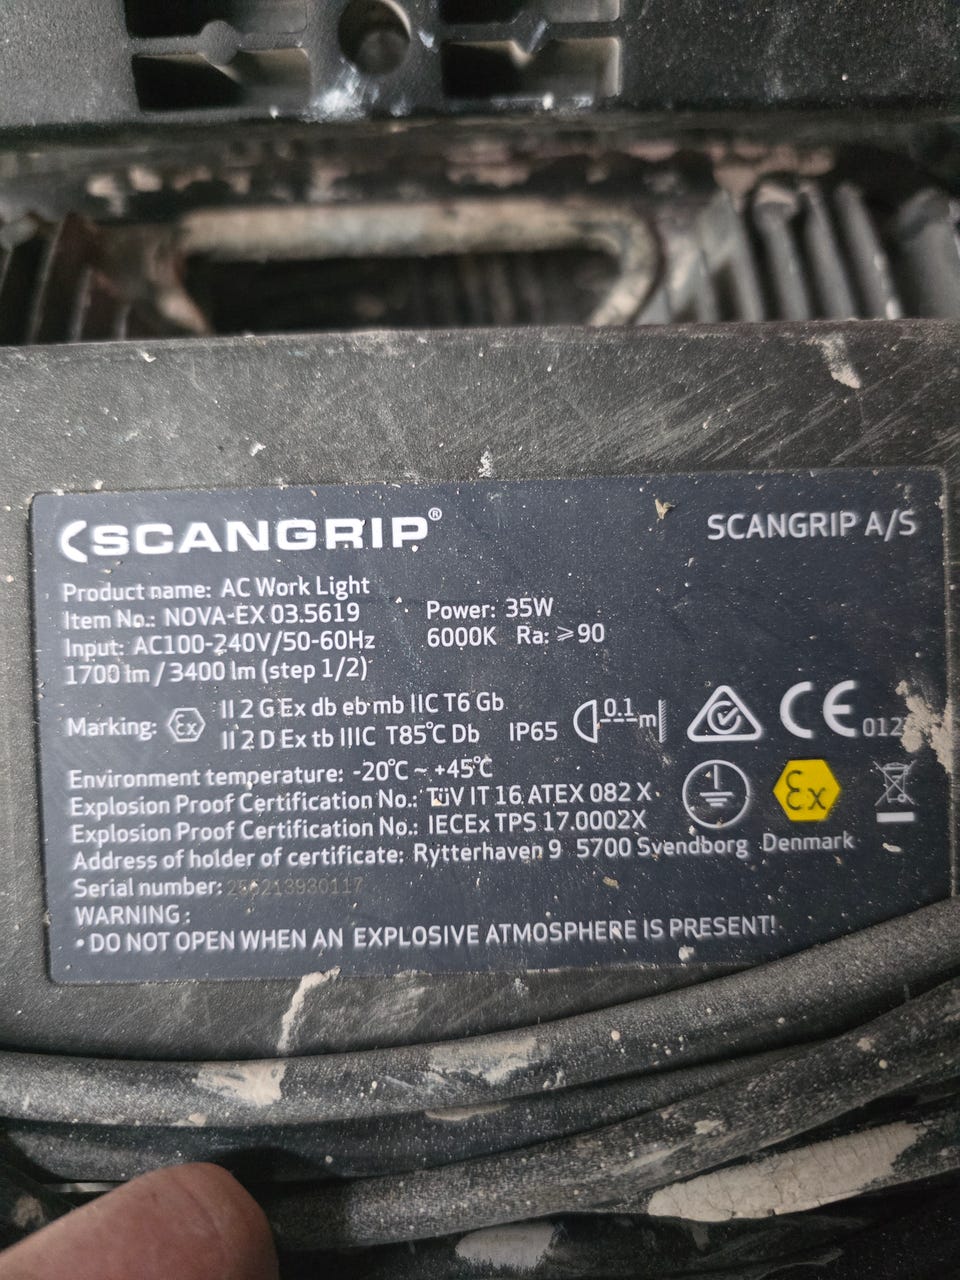 SCANGRIP®
SCANGRIP A/S
Product name: AC Work Light
Item No.: NOVA-EX 03.5619
Power: 35W
Input: AC100-240V/50-60Hz
6000K Ra: ≥90
1700 lm / 3400 lm (step 1/2)
Marking: Ex II 2 G Ex db eb mb IIC T6 Gb
II 2 D Ex tb IIIC T85℃ Db IP65
0.1 m
CE
Environment temperature: -20℃ ~ +45℃
Explosion Proof Certification No.: TüV IT 16 ATEX 082 X
Explosion Proof Certification No.: IECEx TPS 17.0002X
Ex
Address of holder of certificate: Rytterhaven 9 5700 Svendborg Denmark
Serial number:
WARNING:
• DO NOT OPEN WHEN AN EXPLOSIVE ATMOSPHERE IS PRESENT!